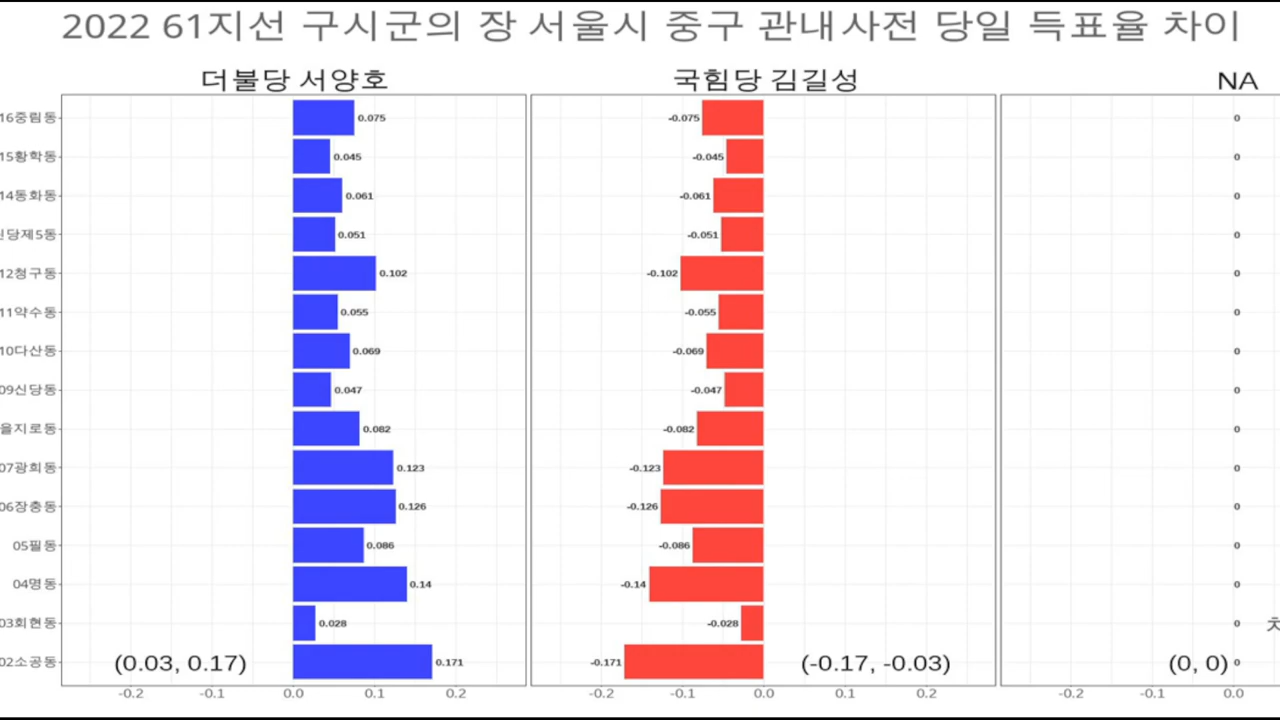 2022 61지선 구시군의 장 서울시 중구 관내사전 당일 득표율 차이
더불당 서양호 국힘당 김길성 NA
16중림동 0.075 -0.075 0
15황학동 0.045 -0.045 0
14동화동 0.061 -0.061 0
당제5동 0.051 -0.051 0
12청구동 0.102 -0.102 0
11약수동 0.055 -0.055 0
10다산동 0.069 -0.069 0
09신당동 0.047 -0.047 0
을지로동 0.082 -0.082 0
07광희동 0.123 -0.123 0
06장충동 0.126 -0.126 0
05필동 0.086 -0.086 0
04명동 0.14 -0.14 0
03회현동 0.028 -0.028 0
02소공동 (0.03, 0.17) 0.171 -0.171 (-0.17, -0.03) (0, 0) 0
-0.2 -0.1 0.0 0.1 0.2 -0.2 -0.1 0.0 0.1 0.2 -0.2 -0.1 0.0